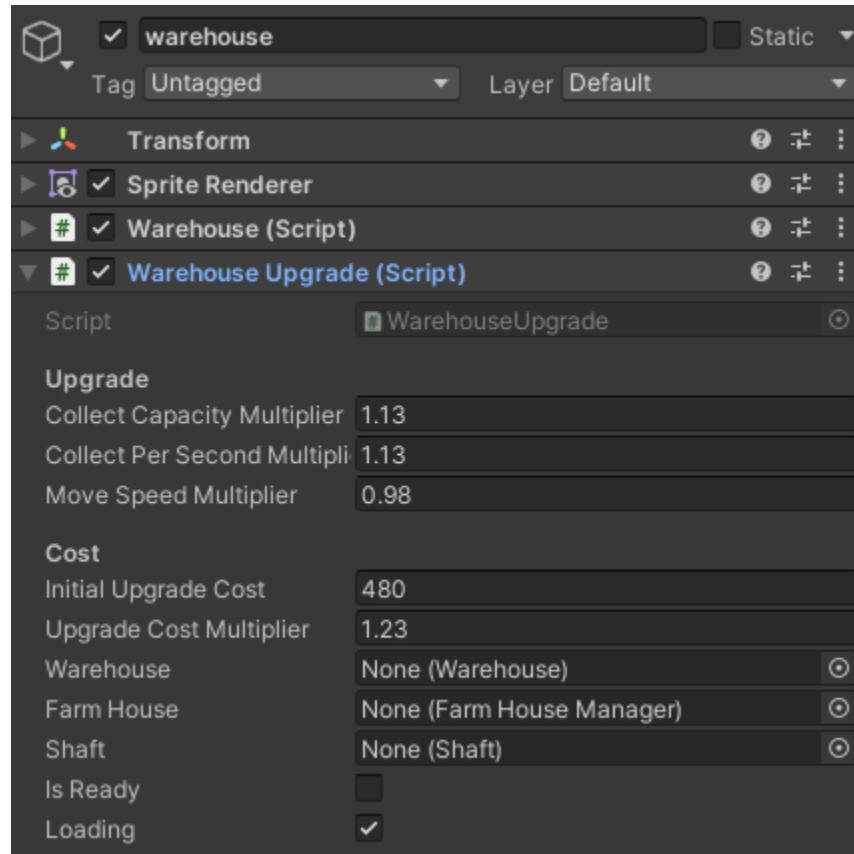 warehouse Static
Tag Untagged Layer Default
Transform
Sprite Renderer
# Warehouse (Script)
# Warehouse Upgrade (Script)
Script # WarehouseUpgrade
Upgrade
Collect Capacity Multiplier 1.13
Collect Per Second Multipli 1.13
Move Speed Multiplier 0.98
Cost
Initial Upgrade Cost 480
Upgrade Cost Multiplier 1.23
Warehouse None (Warehouse)
Farm House None (Farm House Manager)
Shaft None (Shaft)
Is Ready
Loading